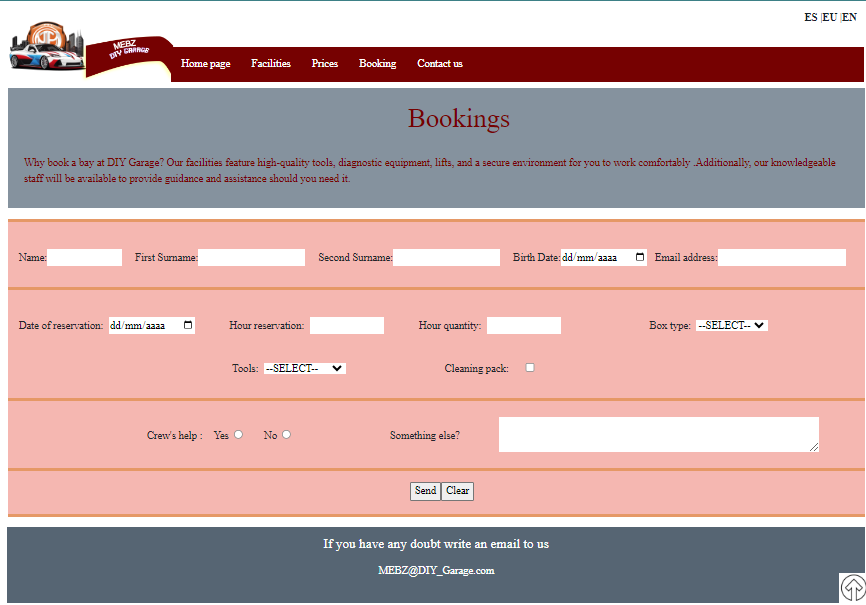 ES |EU |EN
MEBZ
DIY GARAGE
Home page Facilities Prices Booking Contact us
Bookings
Why book a bay at DIY Garage? Our facilities feature high-quality tools, diagnostic equipment, lifts, and a secure environment for you to work comfortably .Additionally, our knowledgeable
staff will be available to provide guidance and assistance should you need it.
Name: First Surname: Second Surname: Birth Date: dd/mm/aaaa Email address:
Date of reservation: dd/mm/aaaa Hour reservation: Hour quantity: Box type: --SELECT--
Tools: --SELECT-- Cleaning pack:
Crew's help : Yes No Something else?
Send Clear
If you have any doubt write an email to us
MEBZ@DIY_Garage.com